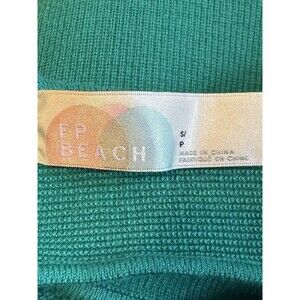 FP
BEACH
S/
P
MADE IN CHINA
FABRIQUÉ EN CHINE